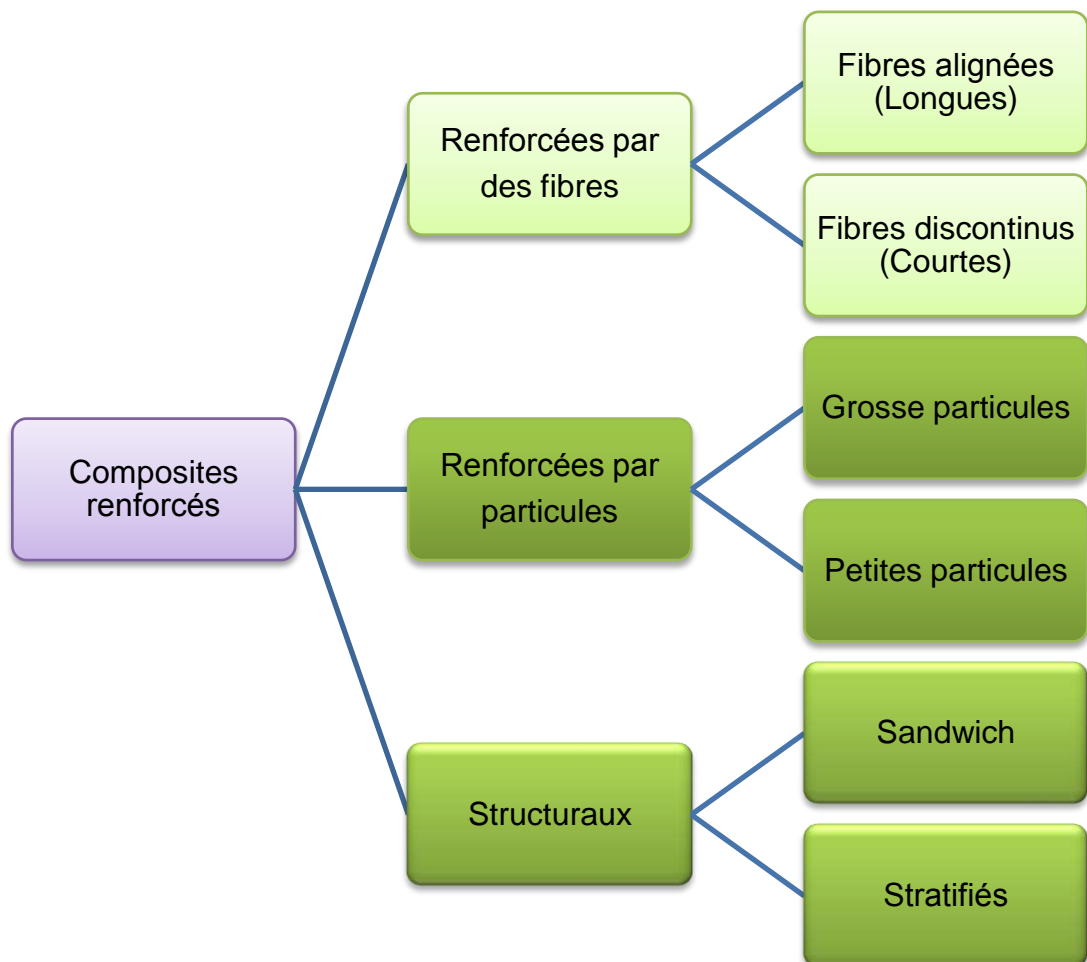 Composites
renforcés
Renforcées par
des fibres
Fibres alignées
(Longues)
Fibres discontinus
(Courtes)
Renforcées par
particules
Grosse particules
Petites particules
Structuraux
Sandwich
Stratifiés